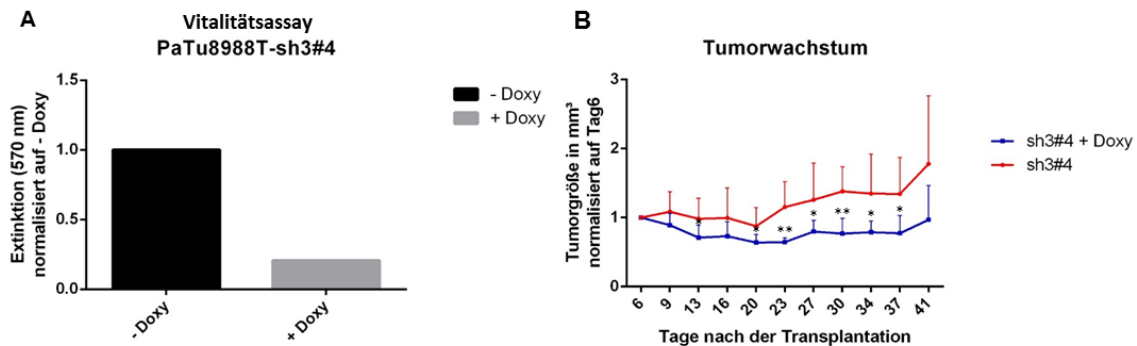 A
Vitalitätsassay
PaTu8988T-sh3#4
Extinktion (570 nm)
normalisiert auf - Doxy
1.5
1.0
0.5
0.0
- Doxy
+ Doxy
- Doxy
+ Doxy
B
Tumorwachstum
Tumorgröße in mm³
normalisiert auf Tag6
3
2
1
0
* * ** * ** * *
6 9 13 16 20 23 27 30 34 37 41
Tage nach der Transplantation
sh3#4 + Doxy
sh3#4